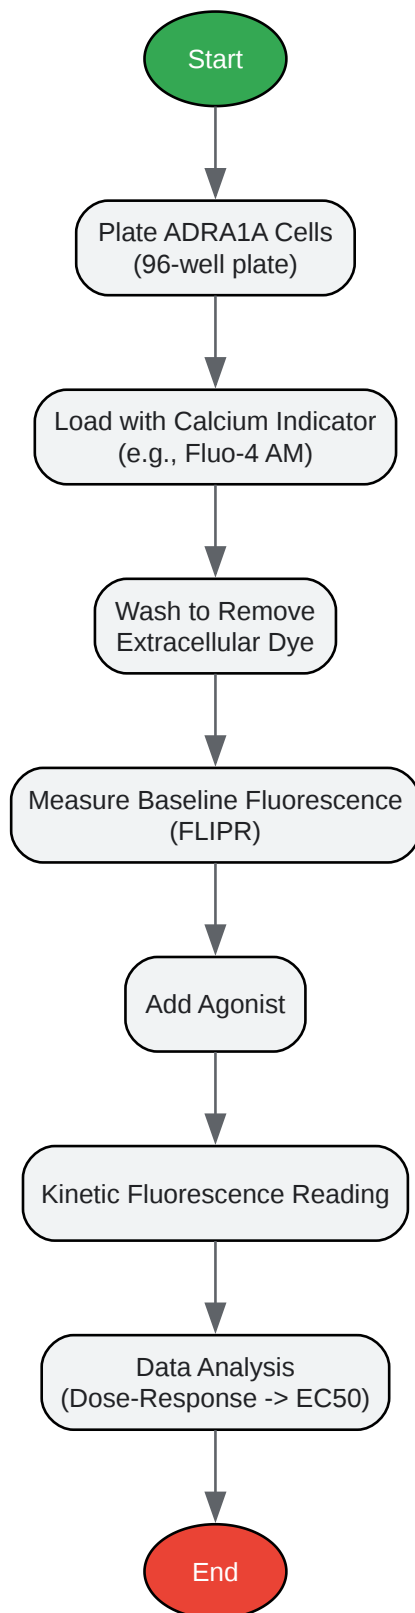 Start
Plate ADRA1A Cells
(96-well plate)
Load with Calcium Indicator
(e.g., Fluo-4 AM)
Wash to Remove
Extracellular Dye
Measure Baseline Fluorescence
(FLIPR)
Add Agonist
Kinetic Fluorescence Reading
Data Analysis
(Dose-Response -> EC50)
End